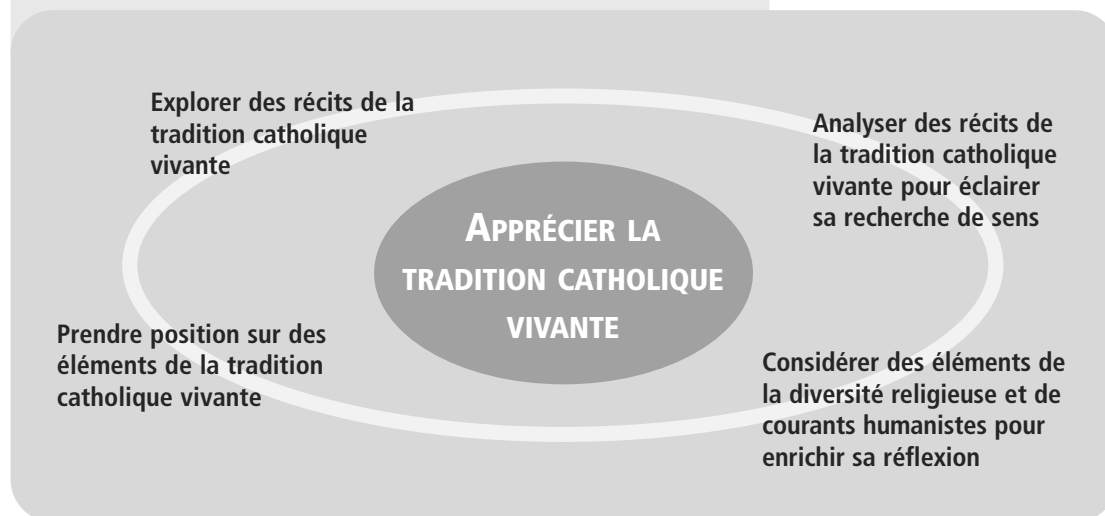 Explorer des récits de la
tradition catholique
vivante
Analyser des récits de
la tradition catholique
vivante pour éclairer
sa recherche de sens
APPRÉCIER LA
TRADITION CATHOLIQUE
VIVANTE
Prendre position sur des
éléments de la tradition
catholique vivante
Considérer des éléments de
la diversité religieuse et de
courants humanistes pour
enrichir sa réflexion